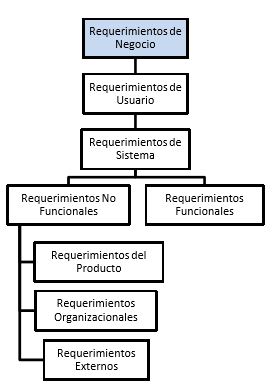 Requerimientos de
Negocio
Requerimientos de
Usuario
Requerimientos de
Sistema
Requerimientos No
Funcionales
Requerimientos
Funcionales
Requerimientos del
Producto
Requerimientos
Organizacionales
Requerimientos
Externos